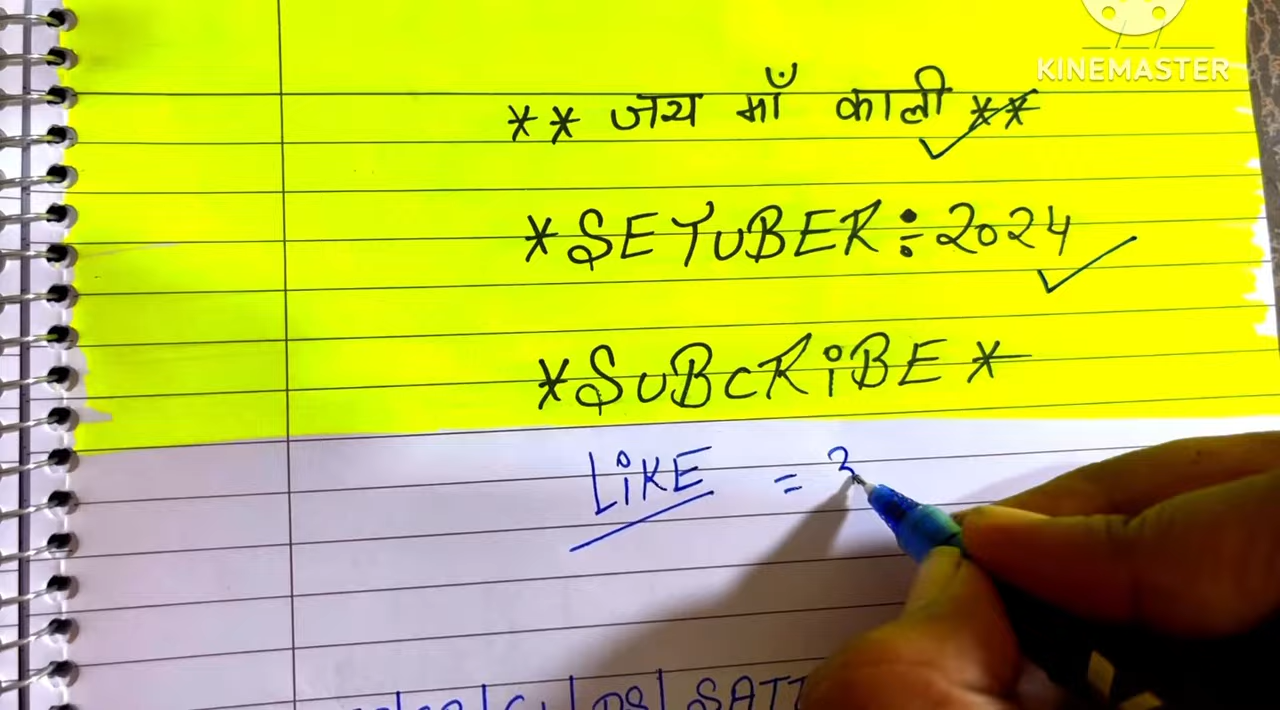 KINEMASTER
** जय माँ काली **
*SETUBER:2024
*SUBCRiBE*
LiKE = 3